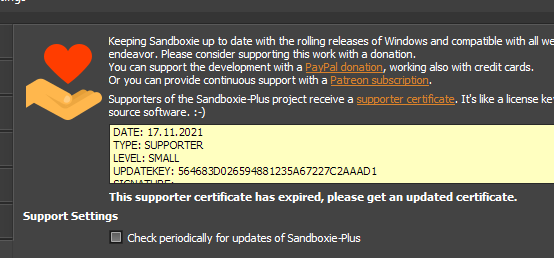 Keeping Sandboxie up to date with the rolling releases of Windows and compatible with all we
endeavor. Please consider supporting this work with a donation.
You can support the development with a PayPal donation, working also with credit cards.
Or you can provide continuous support with a Patreon subscription.
Supporters of the Sandboxie-Plus project receive a supporter certificate. It's like a license key
source software. :-)
DATE: 17.11.2021
TYPE: SUPPORTER
LEVEL: SMALL
UPDATEKEY: 564683D026594881235A67227C2AAAD1
This supporter certificate has expired, please get an updated certificate.
Support Settings
Check periodically for updates of Sandboxie-Plus